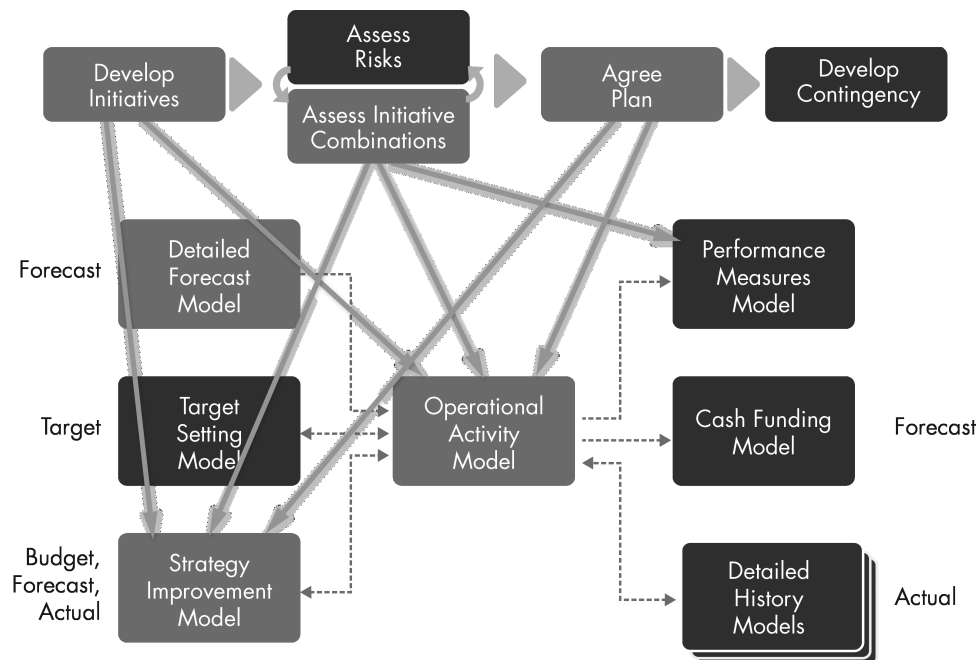 Develop
Initiatives
Assess
Risks
Assess Initiative
Combinations
Agree
Plan
Develop
Contingency
Forecast
Detailed
Forecast
Model
Performance
Measures
Model
Target
Target
Setting
Model
Operational
Activity
Model
Cash Funding
Model
Forecast
Budget,
Forecast,
Actual
Strategy
Improvement
Model
Detailed
History
Models
Actual